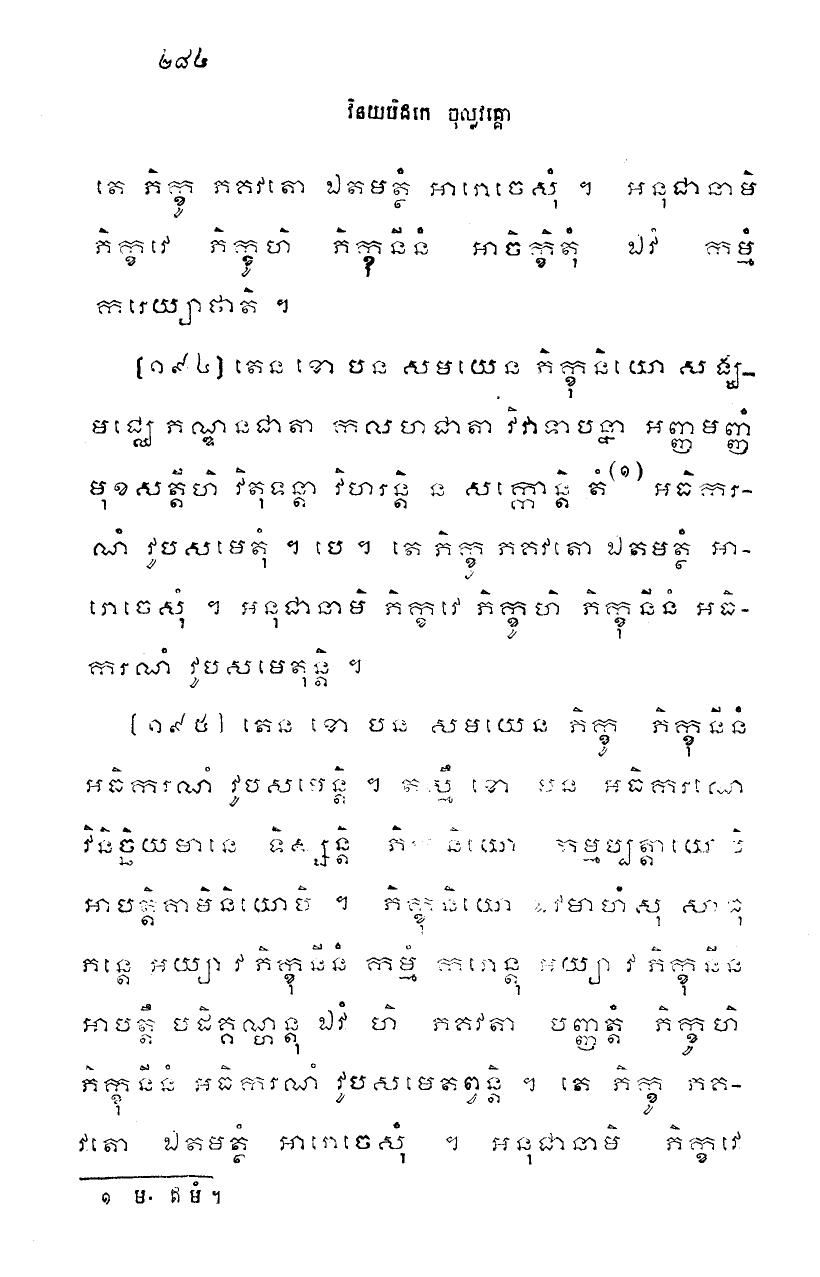 ២៨៤
វិនយបិដកេ ចុល្លវគ្គោ
តេ ភិក្ខូ ភគវតោ ឯតមត្ថំ អារោចេសុំ ។ អនុជានាមិ
ភិក្ខវេ ភិក្ខូហិ ភិក្ខុនីនំ អាចិក្ខិតុំ ឯវំ កម្មំ
ករេយ្យាថាតិ ។
[១៩៤] តេន ខោ បន សមយេន ភិក្ខុនិយោ សង្ឃ-
មជ្ឈេ ភណ្ឌនជាតា កលហជាតា វិវាទាបន្នា អញ្ញមញ្ញំ
មុខសត្តីហិ វិតុទន្តា វិហរន្តិ ន សក្កោន្តិ តំ(១) អធិករ-
ណំ វូបសមេតុំ ។ បេ ។ តេ ភិក្ខូ ភគវតោ ឯតមត្ថំ អា-
រោចេសុំ ។ អនុជានាមិ ភិក្ខវេ ភិក្ខូហិ ភិក្ខុនីនំ អធិ-
ករណំ វូបសមេតុន្តិ ។
[១៩៥] តេន ខោ បន សមយេន ភិក្ខូ ភិក្ខុនីនំ
អធិករណំ វូបសមេន្តិ ។ តស្មឹ ខោ បន អធិករណេ
វិនិច្ឆិយមានេ ទិស្សន្តិ ភិក្ខុនិយោ កម្មប្បត្តាយោបិ
អាបត្តិគាមិនិយោបិ ។ ភិក្ខុនិយោ ឯវមាហំសុ សាធុ
ភន្តេ អយ្យា វ ភិក្ខុនីនំ កម្មំ ករោន្តុ អយ្យា វ ភិក្ខុនីនំ
អាបត្តឹ បដិគ្គណ្ហន្តុ ឯវំ ហិ ភគវតា បញ្ញត្តំ ភិក្ខូហិ
ភិក្ខុនីនំ អធិករណំ វូបសមេតព្វន្តិ ។ តេ ភិក្ខូ ភគ-
វតោ ឯតមត្ថំ អារោចេសុំ ។ អនុជានាមិ ភិក្ខវេ
១ ម. ឥមំ ។